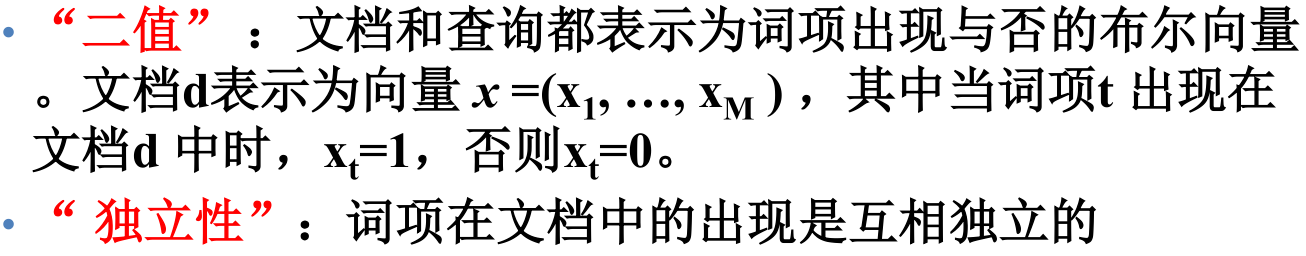 • “二值” ：文档和查询都表示为词项出现与否的布尔向量
。文档d表示为向量 x =(x1, …, xM ) ，其中当词项t 出现在
文档d 中时，xt=1，否则xt=0。
• “ 独立性”：词项在文档中的出现是互相独立的